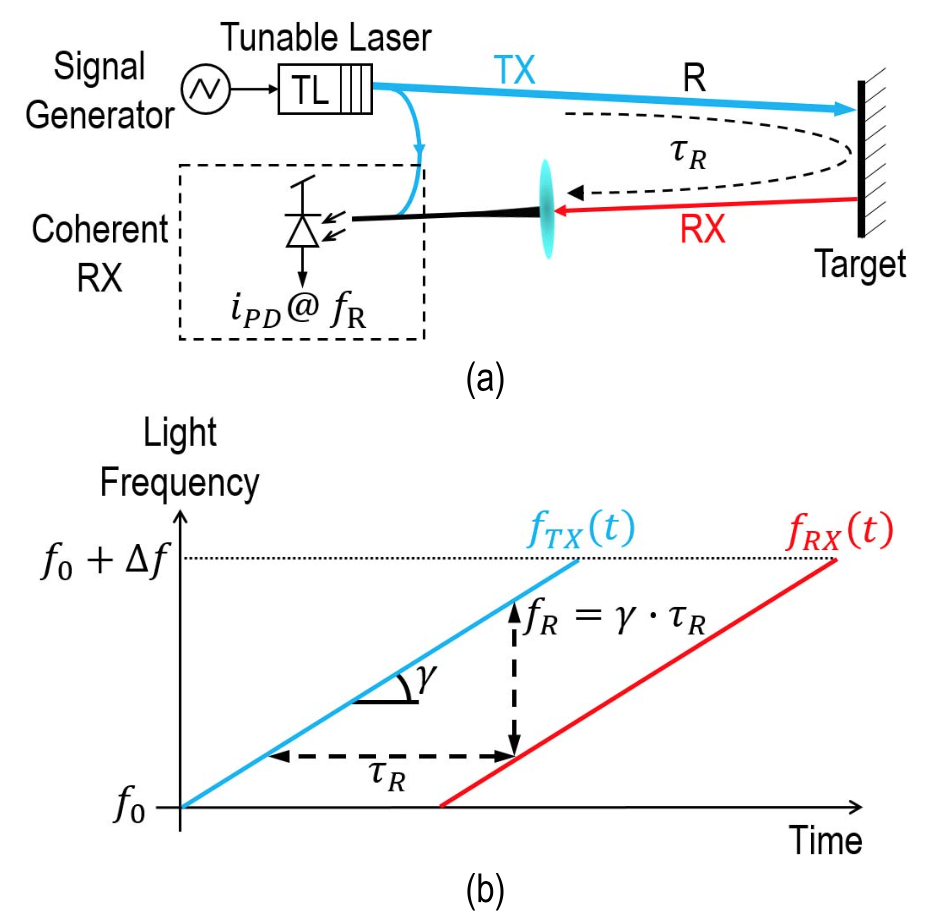 Tunable Laser
Signal
Generator
TL
TX
R
τ_R
Coherent
RX
RX
Target
i_PD @ f_R
(a)
Light
Frequency
f_TX(t)
f_RX(t)
f_0 + Δf
f_R = γ · τ_R
γ
τ_R
f_0
Time
(b)